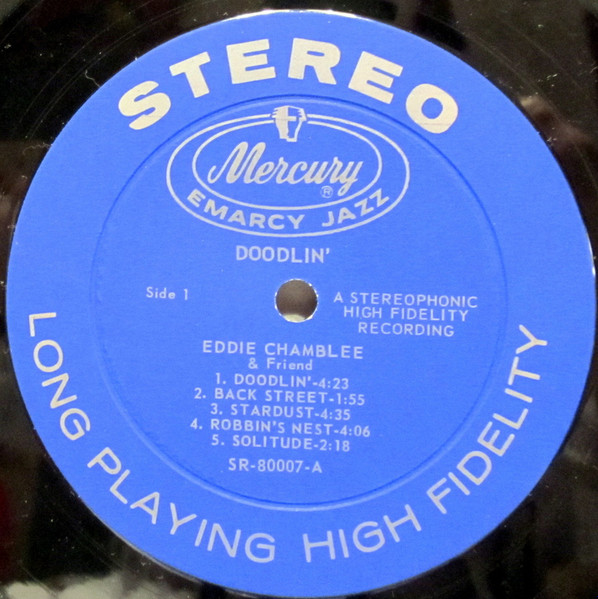 STEREO
Mercury ®
EMARCY JAZZ
DOODLIN'
Side 1
A STEREOPHONIC
HIGH FIDELITY
RECORDING
EDDIE CHAMBLEE
& Friend
1. DOODLIN'-4:23
2. BACK STREET-1:55
3. STARDUST-4:35
4. ROBBIN'S NEST-4:06
5. SOLITUDE-2:18
SR-80007-A
LONG PLAYING HIGH FIDELITY